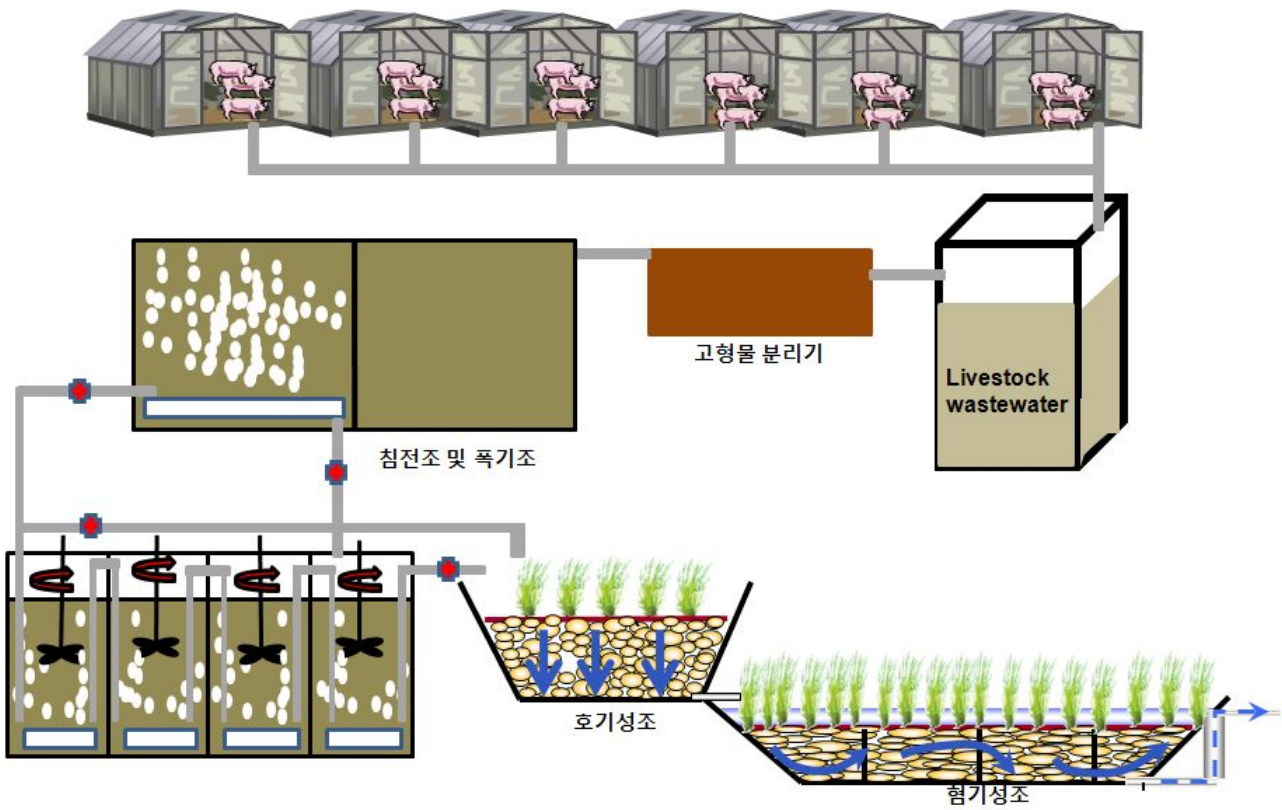 고형물 분리기
Livestock
wastewater
침전조 및 폭기조
호기성조
혐기성조